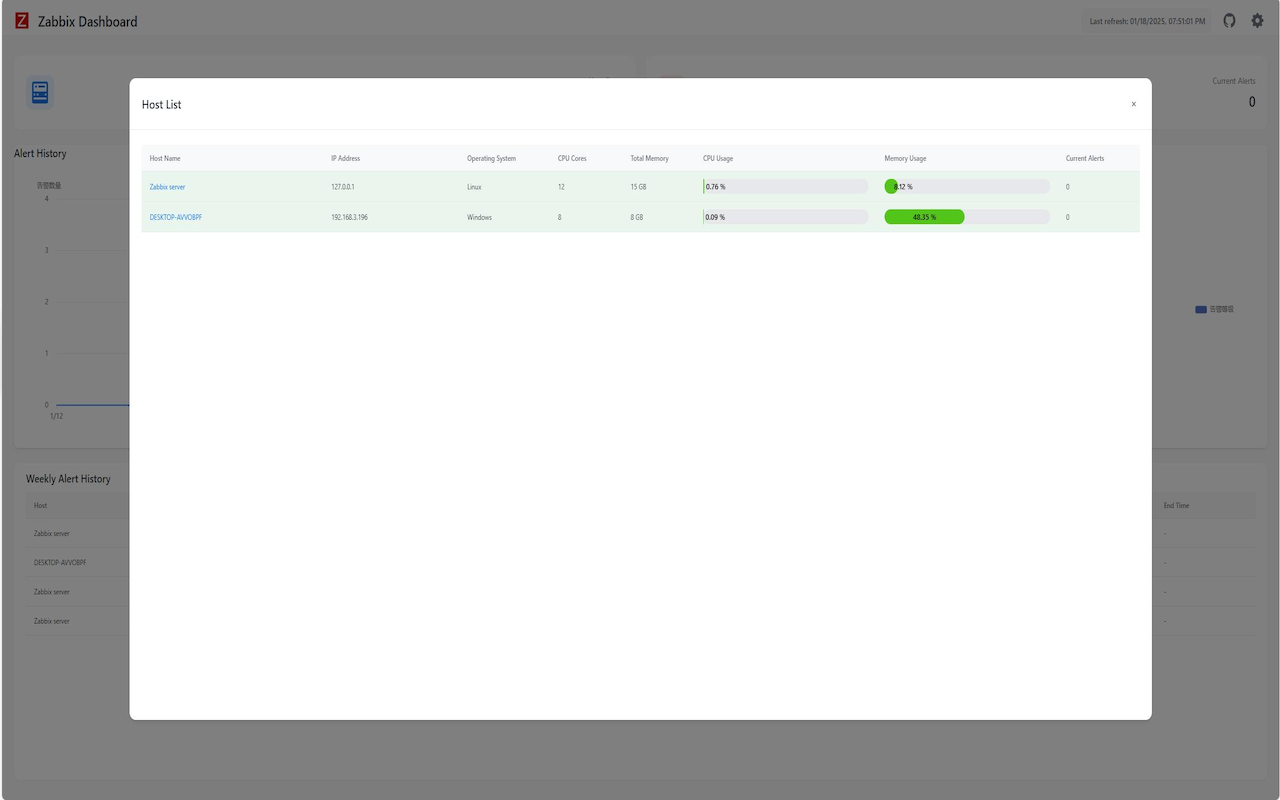 Zabbix Dashboard
Last refresh: 01/18/2025, 07:51:01 PM
Current Alerts
0
Host List
x
Host Name IP Address Operating System CPU Cores Total Memory CPU Usage Memory Usage Current Alerts
Zabbix server 127.0.0.1 Linux 12 15 GB 0.76 % 8.12 % 0
DESKTOP-AVVOBPF 192.168.3.196 Windows 8 8 GB 0.09 % 48.35 % 0
Alert History
告警数量
4
3
2
1
0
1/12
告警数量
Weekly Alert History
Host End Time
Zabbix server -
DESKTOP-AVVOBPF -
Zabbix server -
Zabbix server -